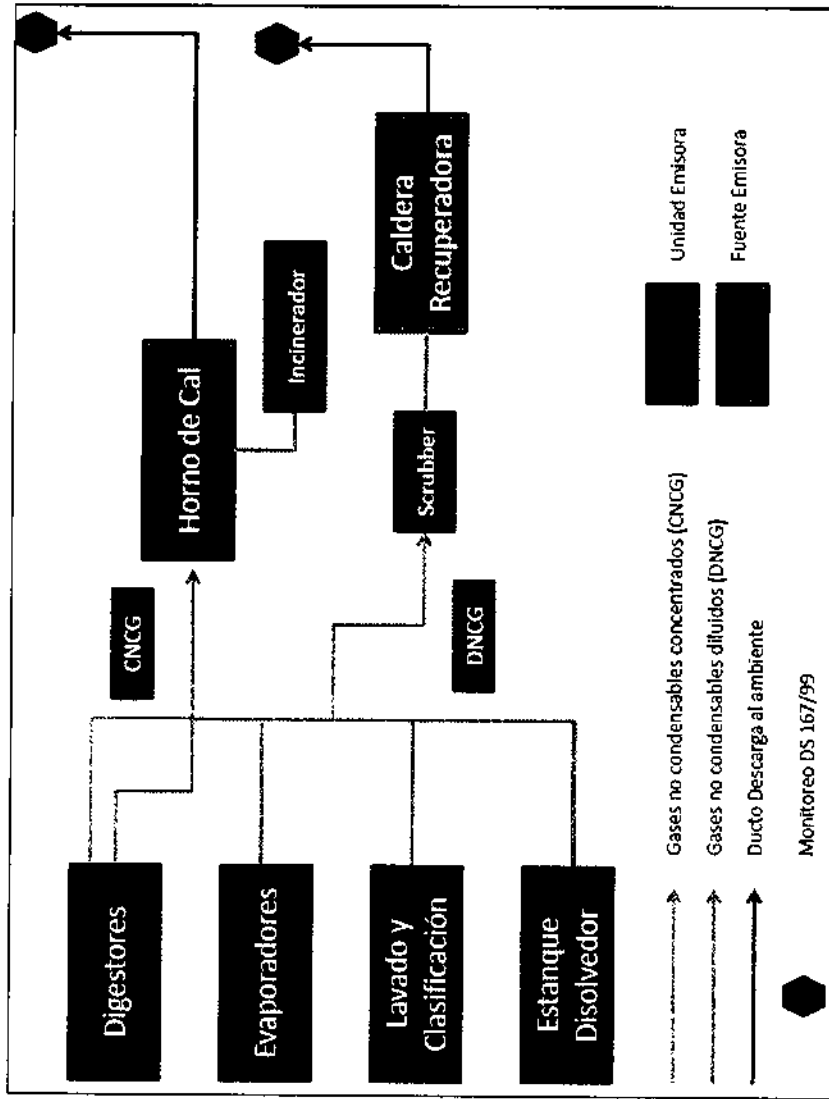 Digestores
Evaporadores
Lavado y
Clasificación
Estanque
Disolvedor
CNCG
DNCG
Horno de Cal
Incinerador
Scrubber
Caldera
Recuperadora
Gases no condensables concentrados (CNCG)
Gases no condensables diluidos (DNCG)
Ducto Descarga al ambiente
Monitoreo DS 167/99
Unidad Emisora
Fuente Emisora